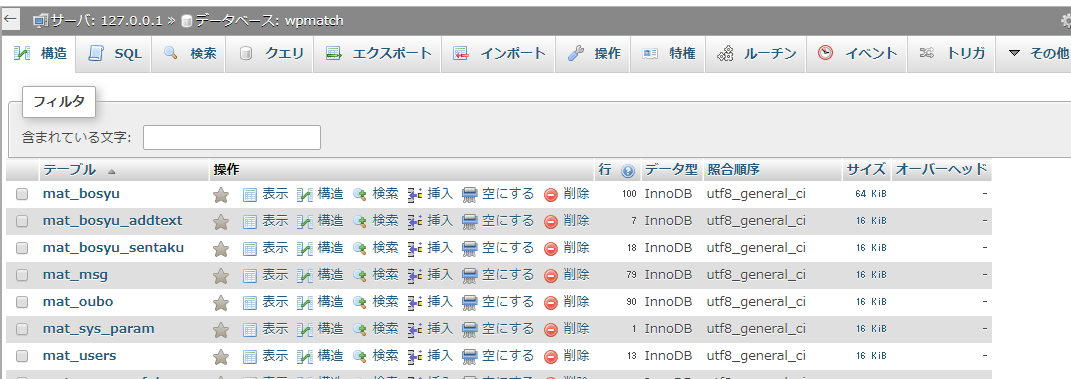 ← サーバ: 127.0.0.1 » データベース: wpmatch
構造 SQL 検索 クエリ エクスポート インポート 操作 特権 ルーチン イベント トリガ その他
フィルタ
含まれている文字:
テーブル 操作 行 データ型 照合順序 サイズ オーバーヘッド
mat_bosyu 表示 構造 検索 挿入 空にする 削除 100 InnoDB utf8_general_ci 64 KiB -
mat_bosyu_addtext 表示 構造 検索 挿入 空にする 削除 7 InnoDB utf8_general_ci 16 KiB -
mat_bosyu_sentaku 表示 構造 検索 挿入 空にする 削除 18 InnoDB utf8_general_ci 16 KiB -
mat_msg 表示 構造 検索 挿入 空にする 削除 79 InnoDB utf8_general_ci 16 KiB -
mat_oubo 表示 構造 検索 挿入 空にする 削除 90 InnoDB utf8_general_ci 16 KiB -
mat_sys_param 表示 構造 検索 挿入 空にする 削除 1 InnoDB utf8_general_ci 16 KiB -
mat_users 表示 構造 検索 挿入 空にする 削除 13 InnoDB utf8_general_ci 16 KiB -